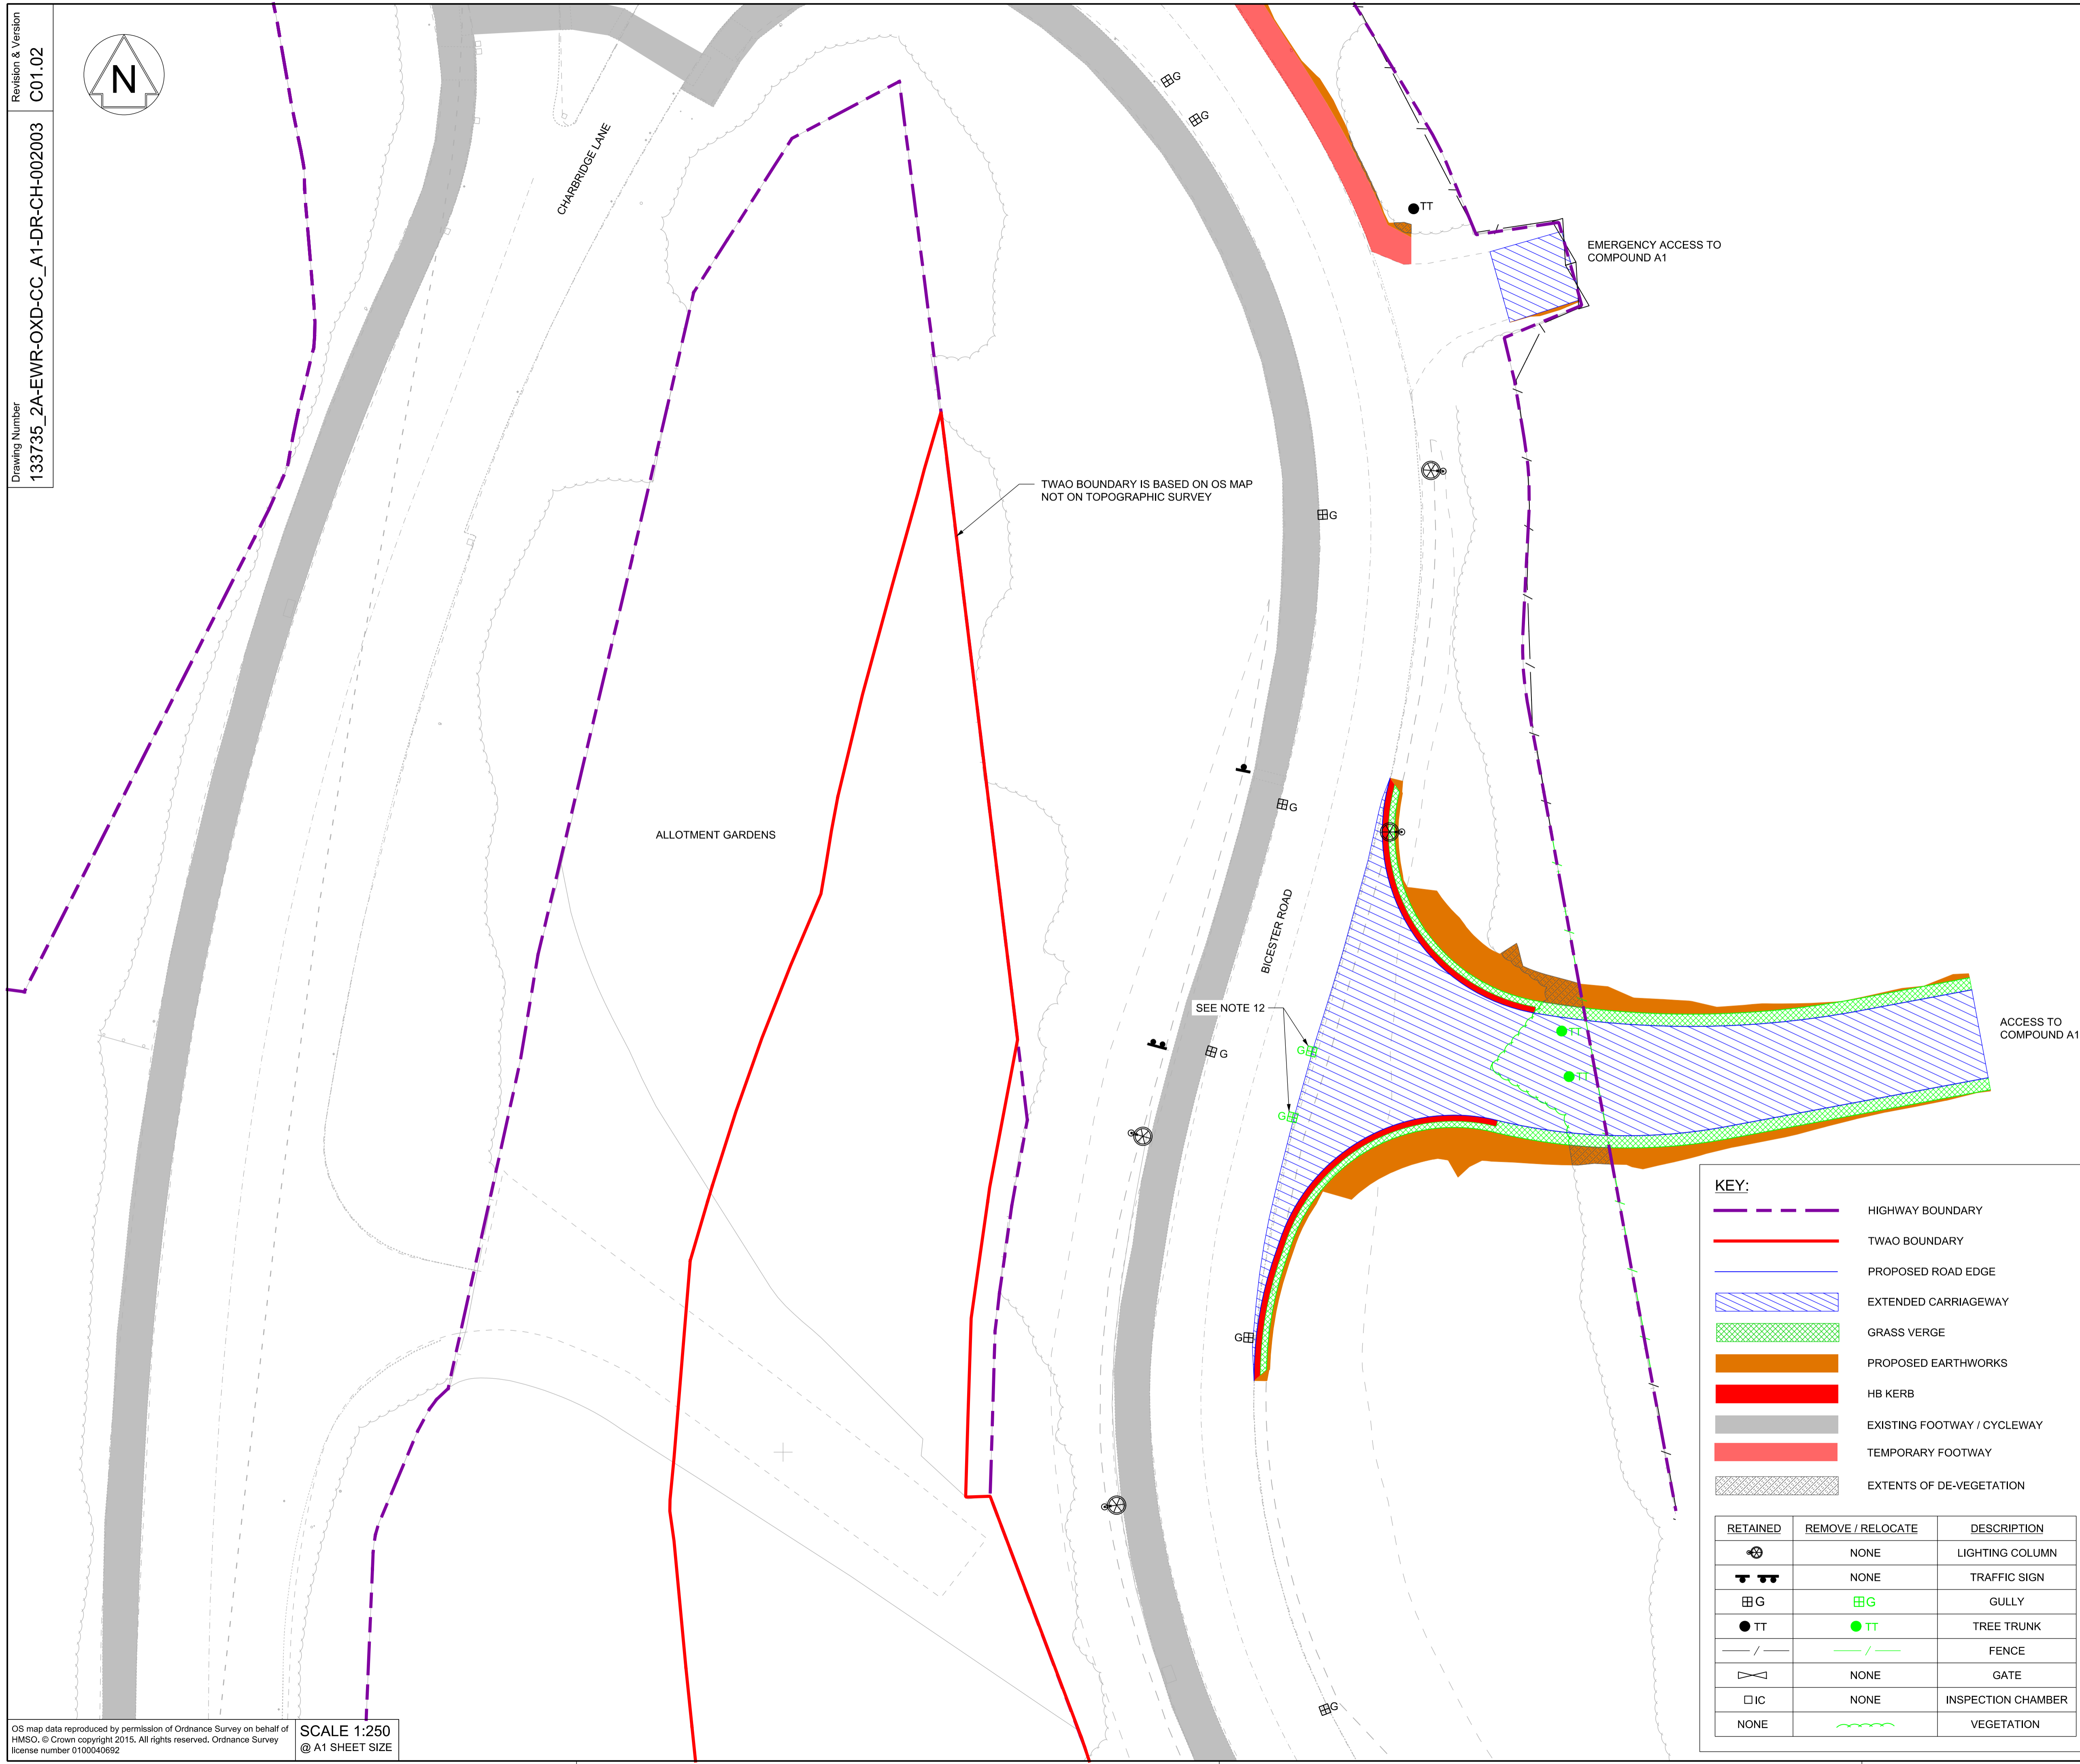 Revision & Version
C01.02
Drawing Number
133735_2A-EWR-OXD-CC_A1-DR-CH-002003
N
CHARBRIDGE LANE
G
G
TT
EMERGENCY ACCESS TO
COMPOUND A1
TWAO BOUNDARY IS BASED ON OS MAP
NOT ON TOPOGRAPHIC SURVEY
G
G
ALLOTMENT GARDENS
BICESTER ROAD
SEE NOTE 12
G
G
G
TT
TT
ACCESS TO
COMPOUND A1
G
G
KEY:
HIGHWAY BOUNDARY
TWAO BOUNDARY
PROPOSED ROAD EDGE
EXTENDED CARRIAGEWAY
GRASS VERGE
PROPOSED EARTHWORKS
HB KERB
EXISTING FOOTWAY / CYCLEWAY
TEMPORARY FOOTWAY
EXTENTS OF DE-VEGETATION
RETAINED REMOVE / RELOCATE DESCRIPTION
NONE LIGHTING COLUMN
NONE TRAFFIC SIGN
G G GULLY
TT TT TREE TRUNK
FENCE
NONE GATE
IC NONE INSPECTION CHAMBER
NONE VEGETATION
OS map data reproduced by permission of Ordnance Survey on behalf of
HMSO. © Crown copyright 2015. All rights reserved. Ordnance Survey
license number 0100040692
SCALE 1:250
@ A1 SHEET SIZE